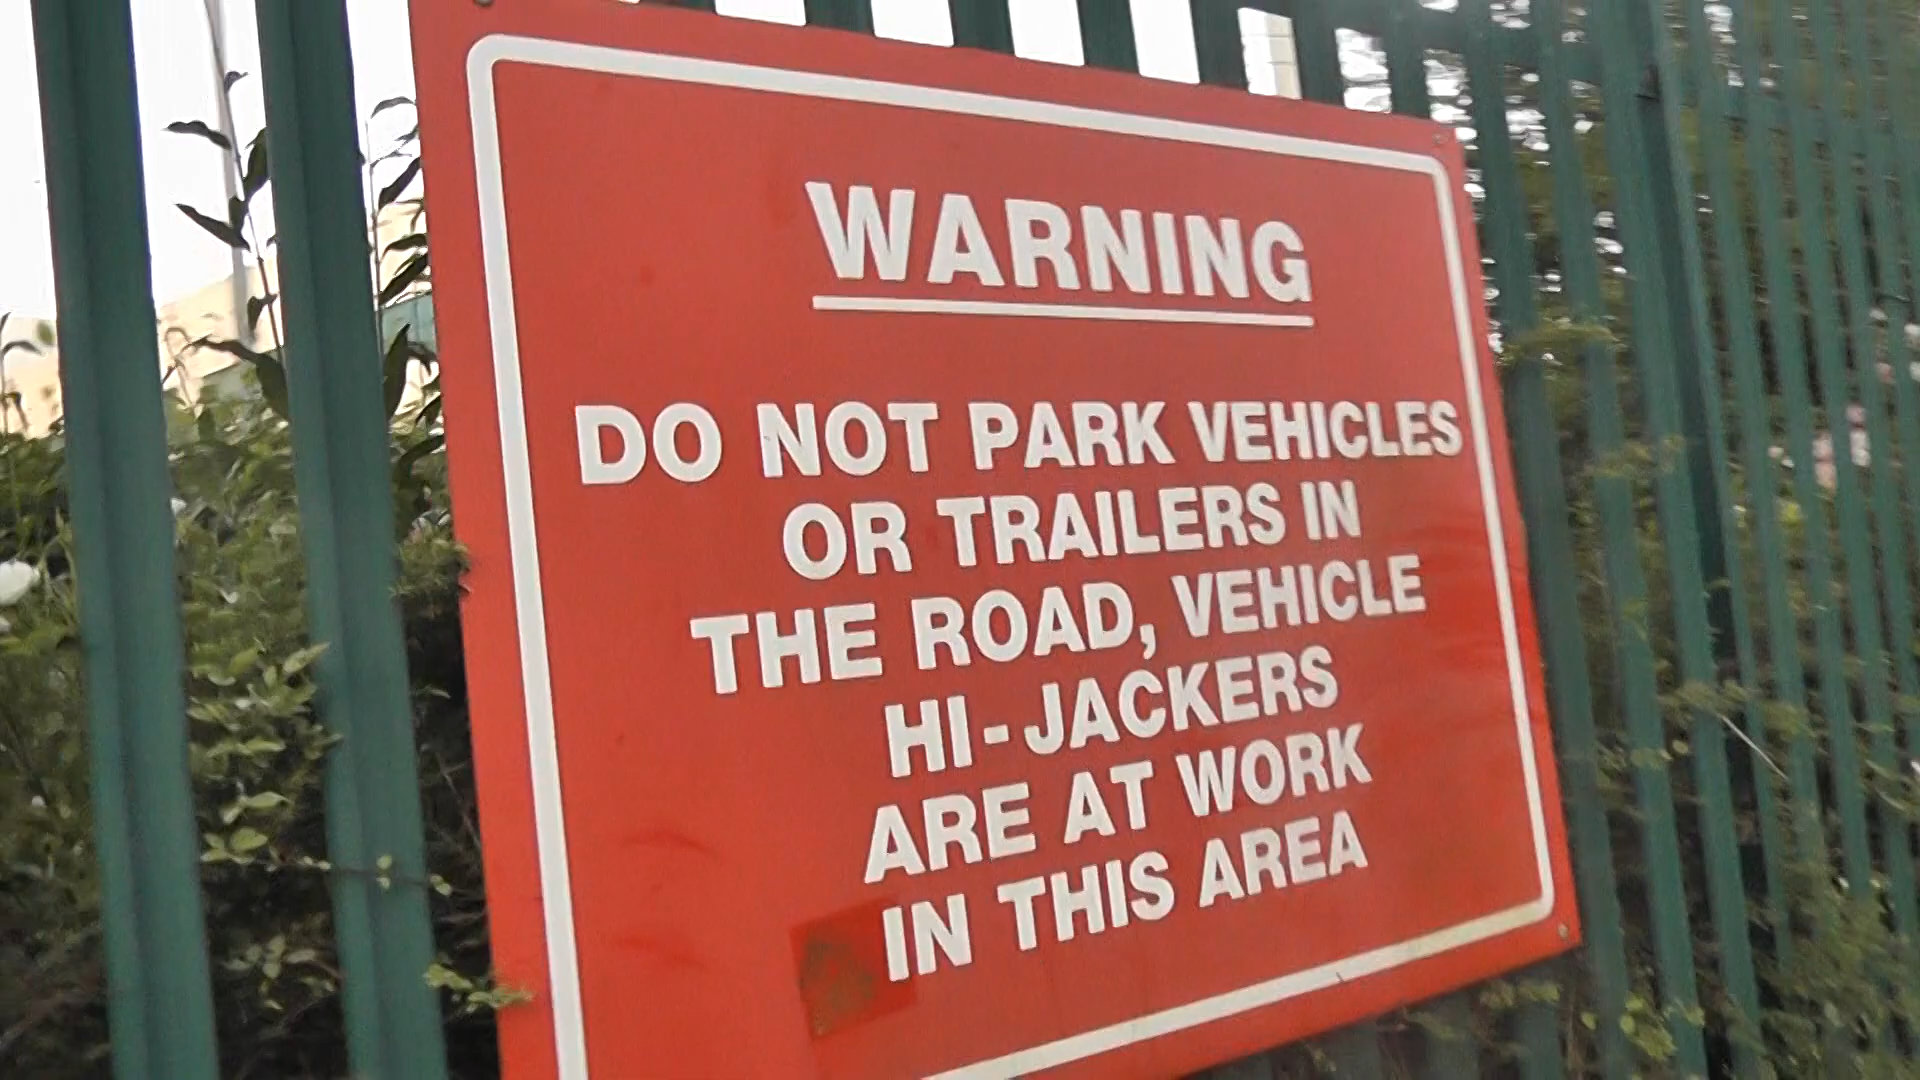 WARNING
DO NOT PARK VEHICLES
OR TRAILERS IN
THE ROAD, VEHICLE
HI-JACKERS
ARE AT WORK
IN THIS AREA